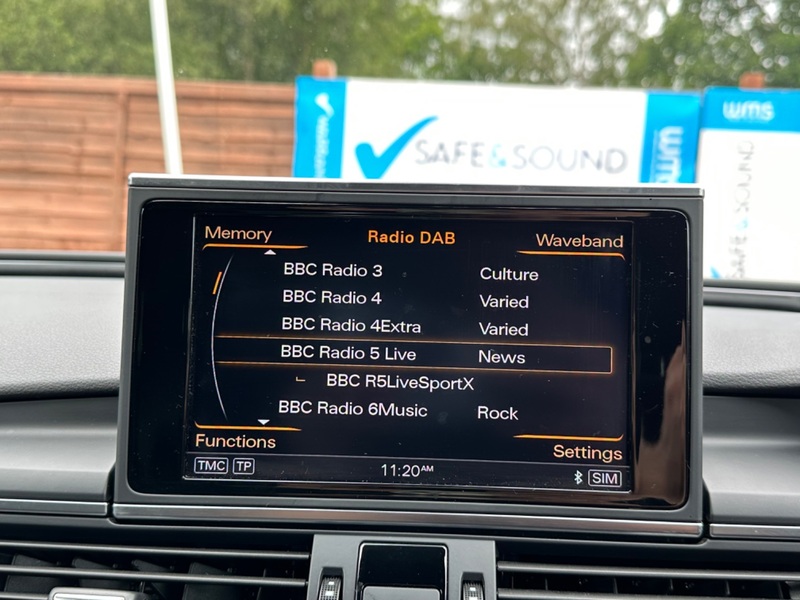 SAFE&SOUND
wms
wms
SAFE&SOUND
Memory
Radio DAB
Waveband
BBC Radio 3 Culture
BBC Radio 4 Varied
BBC Radio 4Extra Varied
BBC Radio 5 Live News
BBC R5LiveSportX
BBC Radio 6Music Rock
Functions
Settings
TMC TP
11:20AM
SIM